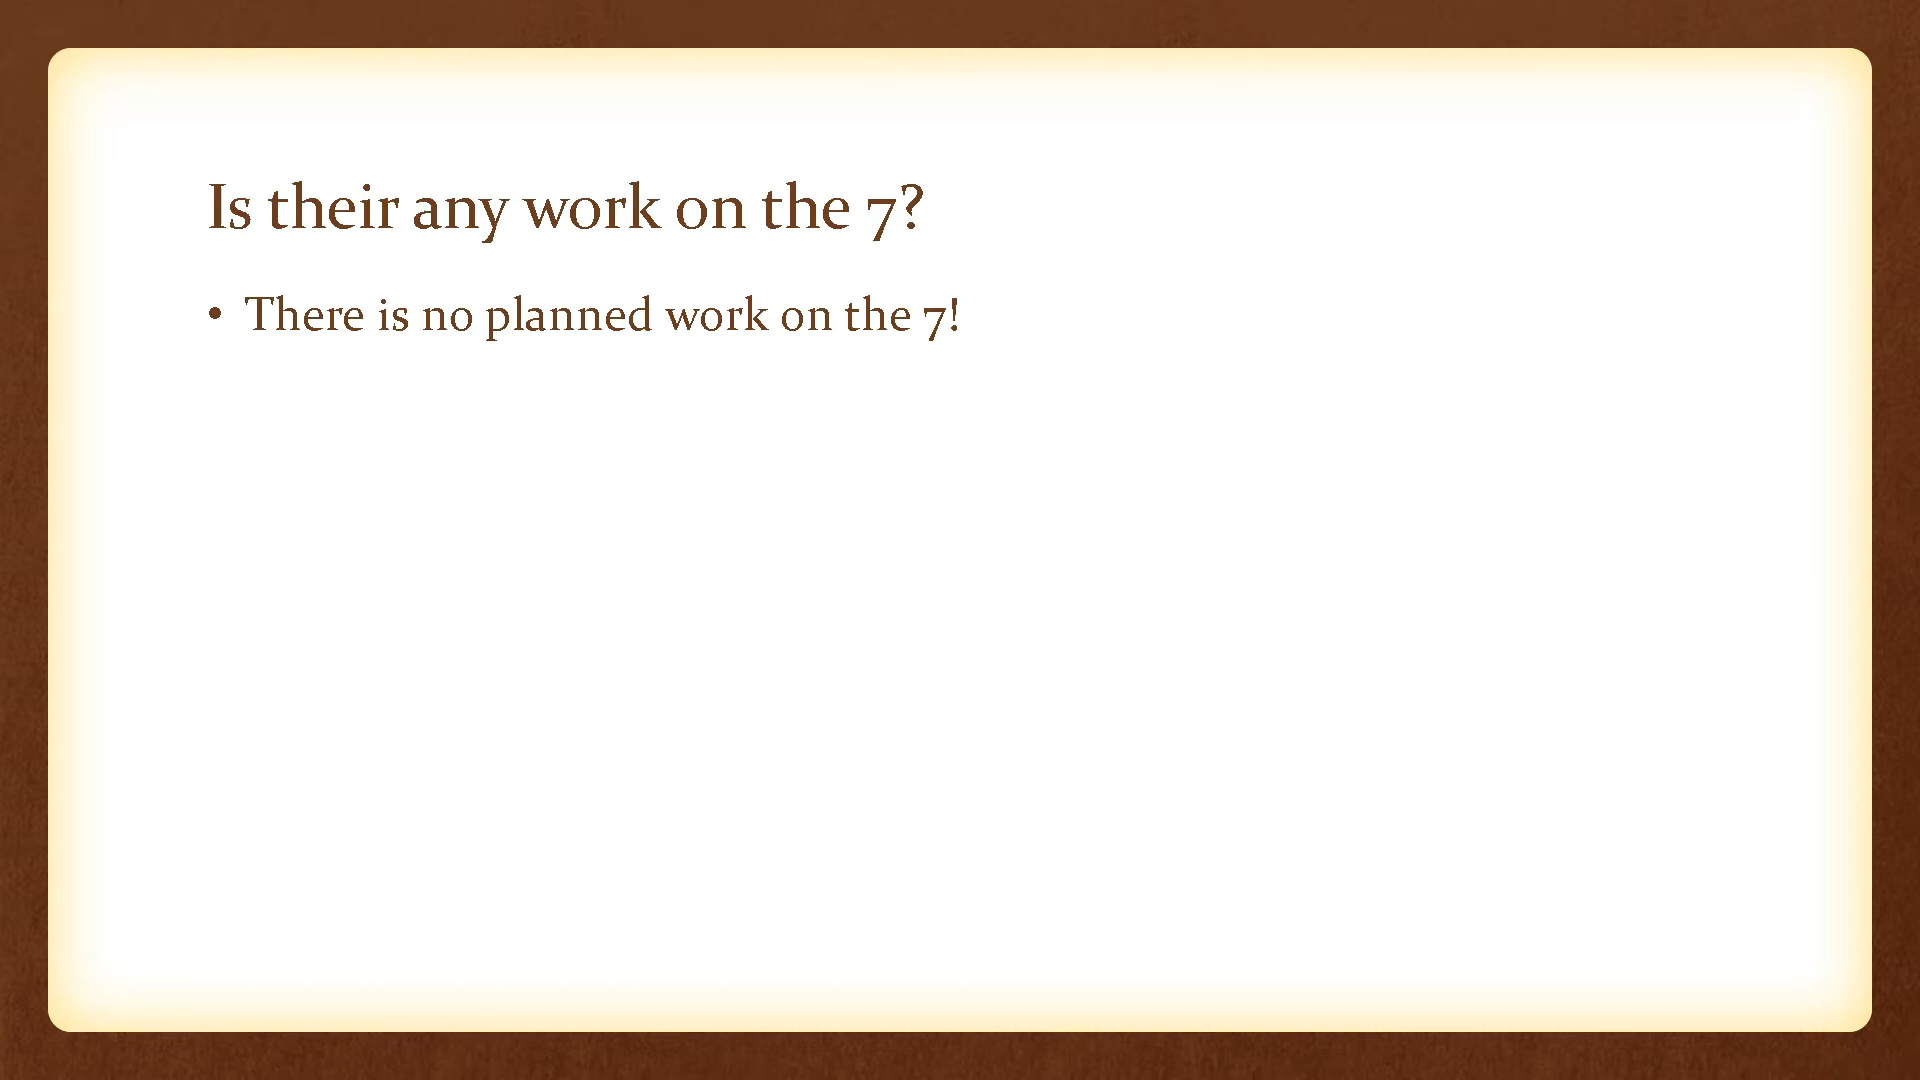 Is their any work on the 7?
• There is no planned work on the 7!